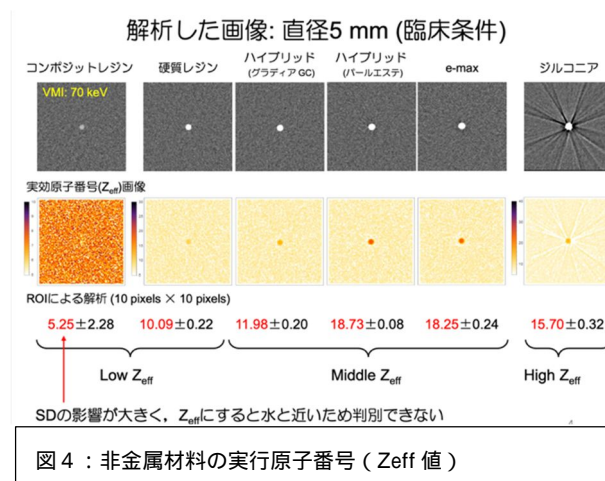 解析した画像: 直径5 mm (臨床条件)
コンポジットレジン 硬質レジン ハイブリッド (グラディア GC) ハイブリッド (パールエステ) e-max ジルコニア
VMI: 70 keV
実効原子番号(Zeff)画像
ROIによる解析 (10 pixels × 10 pixels)
5.25±2.28 10.09±0.22 11.98±0.20 18.73±0.08 18.25±0.24 15.70±0.32
Low Zeff Middle Zeff High Zeff
SDの影響が大きく，Zeffにすると水と近いため判別できない
図４：非金属材料の実行原子番号（Zeff 値）